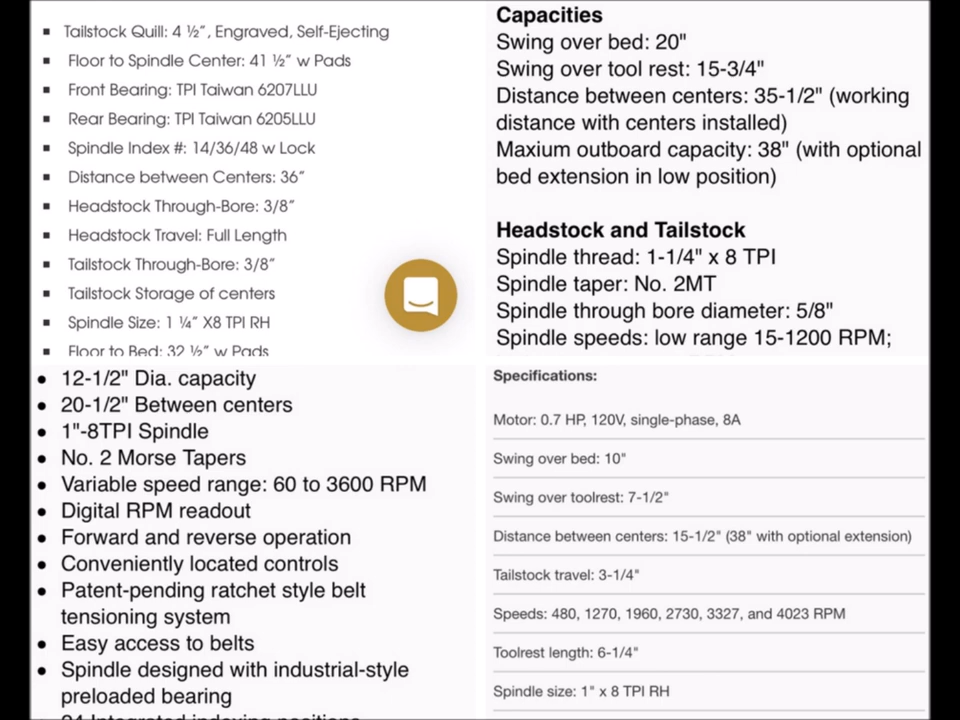 Tailstock Quill: 4 ½", Engraved, Self-Ejecting
Floor to Spindle Center: 41 ½" w Pads
Front Bearing: TPI Taiwan 6207LLU
Rear Bearing: TPI Taiwan 6205LLU
Spindle Index #: 14/36/48 w Lock
Distance between Centers: 36"
Headstock Through-Bore: 3/8"
Headstock Travel: Full Length
Tailstock Through-Bore: 3/8"
Tailstock Storage of centers
Spindle Size: 1 ¼" X8 TPI RH
Floor to Bed: 32 ½" w Pads
Capacities
Swing over bed: 20"
Swing over tool rest: 15-3/4"
Distance between centers: 35-1/2" (working
distance with centers installed)
Maxium outboard capacity: 38" (with optional
bed extension in low position)
Headstock and Tailstock
Spindle thread: 1-1/4" x 8 TPI
Spindle taper: No. 2MT
Spindle through bore diameter: 5/8"
Spindle speeds: low range 15-1200 RPM;
12-1/2" Dia. capacity
20-1/2" Between centers
1"-8TPI Spindle
No. 2 Morse Tapers
Variable speed range: 60 to 3600 RPM
Digital RPM readout
Forward and reverse operation
Conveniently located controls
Patent-pending ratchet style belt
tensioning system
Easy access to belts
Spindle designed with industrial-style
preloaded bearing
24 Integrated indexing positions
Specifications:
Motor: 0.7 HP, 120V, single-phase, 8A
Swing over bed: 10"
Swing over toolrest: 7-1/2"
Distance between centers: 15-1/2" (38" with optional extension)
Tailstock travel: 3-1/4"
Speeds: 480, 1270, 1960, 2730, 3327, and 4023 RPM
Toolrest length: 6-1/4"
Spindle size: 1" x 8 TPI RH